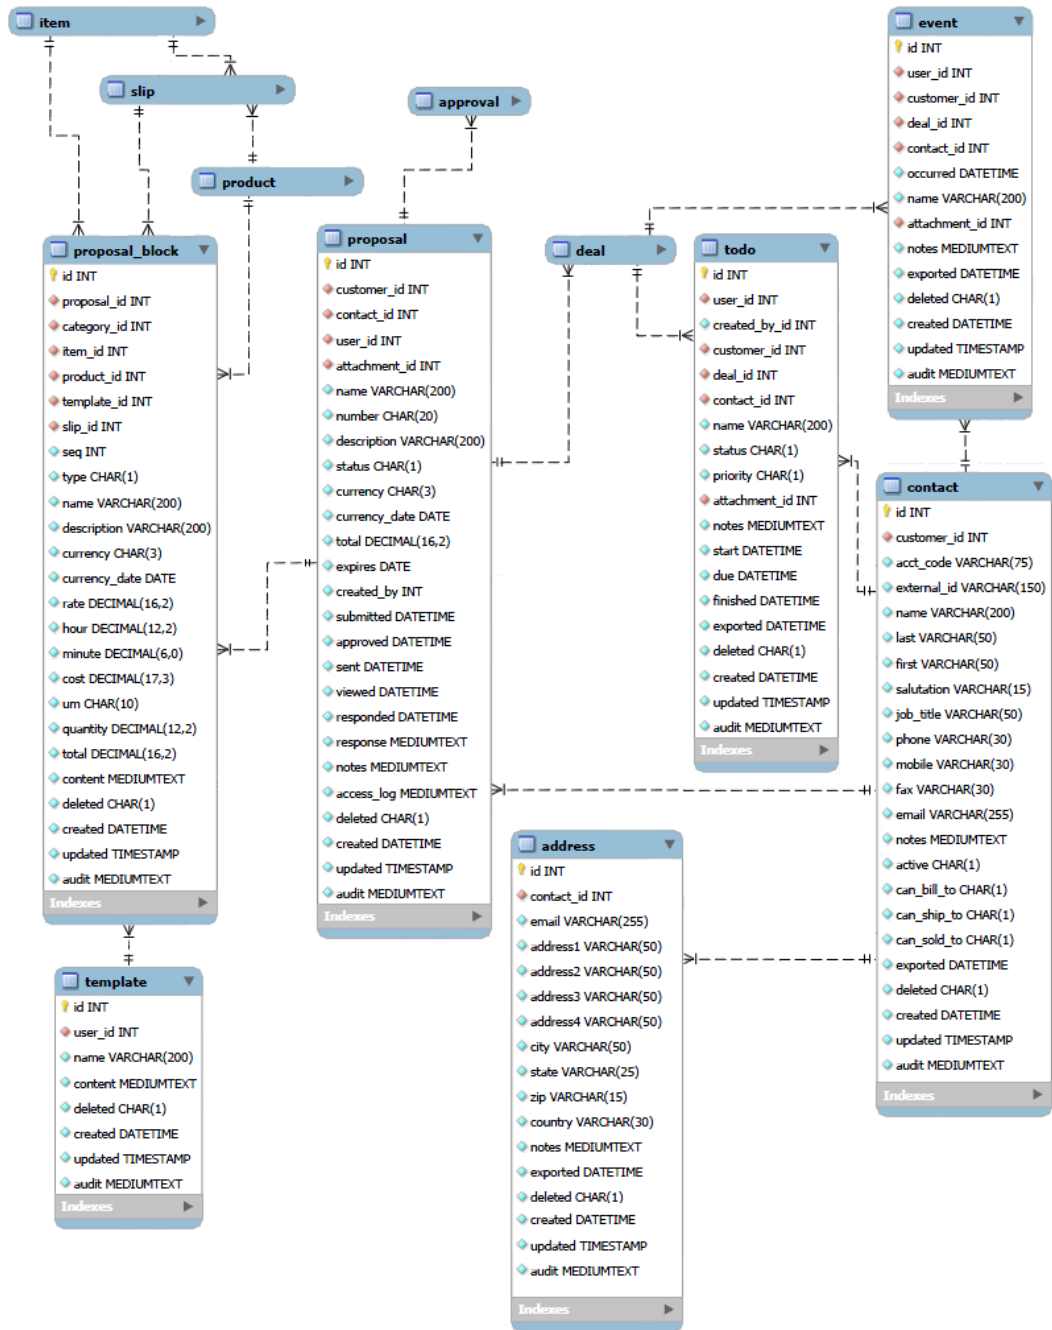 item
slip
product
approval
deal
proposal_block
id INT
proposal_id INT
category_id INT
item_id INT
product_id INT
template_id INT
slip_id INT
seq INT
type CHAR(1)
name VARCHAR(200)
description VARCHAR(200)
currency CHAR(3)
currency_date DATE
rate DECIMAL(16,2)
hour DECIMAL(12,2)
minute DECIMAL(6,0)
cost DECIMAL(17,3)
um CHAR(10)
quantity DECIMAL(12,2)
total DECIMAL(16,2)
content MEDIUMTEXT
deleted CHAR(1)
created DATETIME
updated TIMESTAMP
audit MEDIUMTEXT
Indexes
template
id INT
user_id INT
name VARCHAR(200)
content MEDIUMTEXT
deleted CHAR(1)
created DATETIME
updated TIMESTAMP
audit MEDIUMTEXT
Indexes
proposal
id INT
customer_id INT
contact_id INT
user_id INT
attachment_id INT
name VARCHAR(200)
number CHAR(20)
description VARCHAR(200)
status CHAR(1)
currency CHAR(3)
currency_date DATE
total DECIMAL(16,2)
expires DATE
created_by INT
submitted DATETIME
approved DATETIME
sent DATETIME
viewed DATETIME
responded DATETIME
response MEDIUMTEXT
notes MEDIUMTEXT
access_log MEDIUMTEXT
deleted CHAR(1)
created DATETIME
updated TIMESTAMP
audit MEDIUMTEXT
Indexes
todo
id INT
user_id INT
created_by_id INT
customer_id INT
deal_id INT
contact_id INT
name VARCHAR(200)
status CHAR(1)
priority CHAR(1)
attachment_id INT
notes MEDIUMTEXT
start DATETIME
due DATETIME
finished DATETIME
exported DATETIME
deleted CHAR(1)
created DATETIME
updated TIMESTAMP
audit MEDIUMTEXT
Indexes
address
id INT
contact_id INT
email VARCHAR(255)
address1 VARCHAR(50)
address2 VARCHAR(50)
address3 VARCHAR(50)
address4 VARCHAR(50)
city VARCHAR(50)
state VARCHAR(25)
zip VARCHAR(15)
country VARCHAR(30)
notes MEDIUMTEXT
exported DATETIME
deleted CHAR(1)
created DATETIME
updated TIMESTAMP
audit MEDIUMTEXT
Indexes
event
id INT
user_id INT
customer_id INT
deal_id INT
contact_id INT
occurred DATETIME
name VARCHAR(200)
attachment_id INT
notes MEDIUMTEXT
exported DATETIME
deleted CHAR(1)
created DATETIME
updated TIMESTAMP
audit MEDIUMTEXT
Indexes
contact
id INT
customer_id INT
acct_code VARCHAR(75)
external_id VARCHAR(150)
name VARCHAR(200)
last VARCHAR(50)
first VARCHAR(50)
salutation VARCHAR(15)
job_title VARCHAR(50)
phone VARCHAR(30)
mobile VARCHAR(30)
fax VARCHAR(30)
email VARCHAR(255)
notes MEDIUMTEXT
active CHAR(1)
can_bill_to CHAR(1)
can_ship_to CHAR(1)
can_sold_to CHAR(1)
exported DATETIME
deleted CHAR(1)
created DATETIME
updated TIMESTAMP
audit MEDIUMTEXT
Indexes